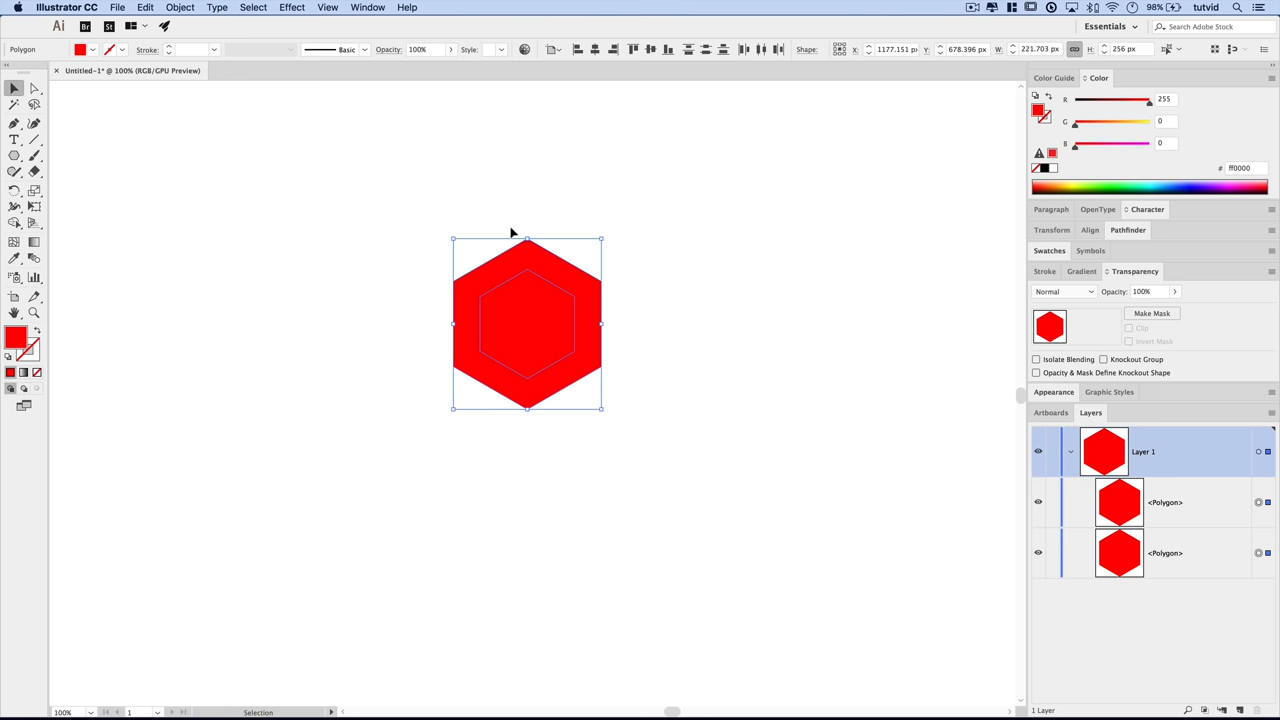 Illustrator CC File Edit Object Type Select Effect View Window Help 98% tutvid
Ai Br St Essentials Search Adobe Stock
Polygon Stroke: Basic Opacity: 100% Style: Shape: X: 1177.151 p Y: 678.396 px W: 221.703 px H: 256 px
Untitled-1* @ 100% (RGB/GPU Preview)
Color Guide Color
R 255
G 0
B 0
# ff0000
Paragraph OpenType Character
Transform Align Pathfinder
Swatches Symbols
Stroke Gradient Transparency
Normal Opacity: 100%
Make Mask
Clip
Invert Mask
Isolate Blending Knockout Group
Opacity & Mask Define Knockout Shape
Appearance Graphic Styles
Artboards Layers
Layer 1
<Polygon>
<Polygon>
100% 1 Selection 1 Layer